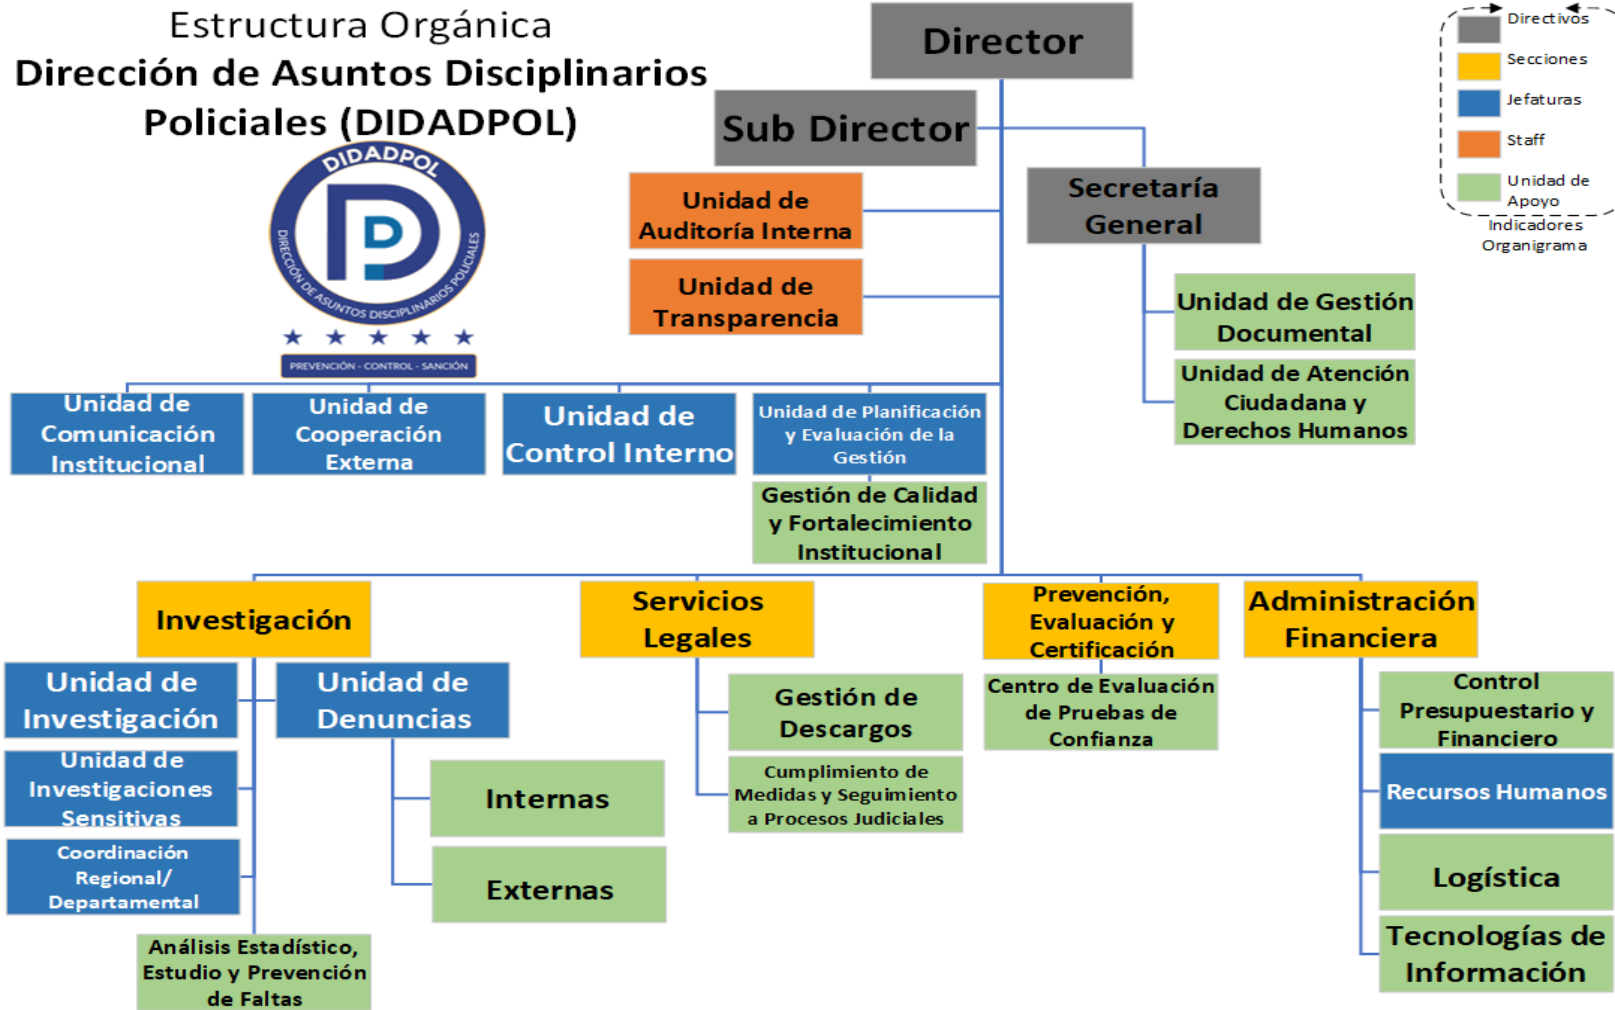 Estructura Orgánica
Dirección de Asuntos Disciplinarios
Policiales (DIDADPOL)
DIDADPOL
DIRECCIÓN DE ASUNTOS DISCIPLINARIOS POLICIALES
PREVENCIÓN - CONTROL - SANCIÓN
Director
Sub Director
Secretaría
General
Unidad de
Auditoría Interna
Unidad de
Transparencia
Unidad de Gestión
Documental
Unidad de Atención
Ciudadana y
Derechos Humanos
Directivos
Secciones
Jefaturas
Staff
Unidad de
Apoyo
Indicadores
Organigrama
Unidad de
Comunicación
Institucional
Unidad de
Cooperación
Externa
Unidad de
Control Interno
Unidad de Planificación
y Evaluación de la
Gestión
Gestión de Calidad
y Fortalecimiento
Institucional
Investigación
Servicios
Legales
Prevención,
Evaluación y
Certificación
Administración
Financiera
Unidad de
Investigación
Unidad de
Denuncias
Unidad de
Investigaciones
Sensitivas
Coordinación
Regional/
Departamental
Internas
Externas
Análisis Estadístico,
Estudio y Prevención
de Faltas
Gestión de
Descargos
Cumplimiento de
Medidas y Seguimiento
a Procesos Judiciales
Centro de Evaluación
de Pruebas de
Confianza
Control
Presupuestario y
Financiero
Recursos Humanos
Logística
Tecnologías de
Información